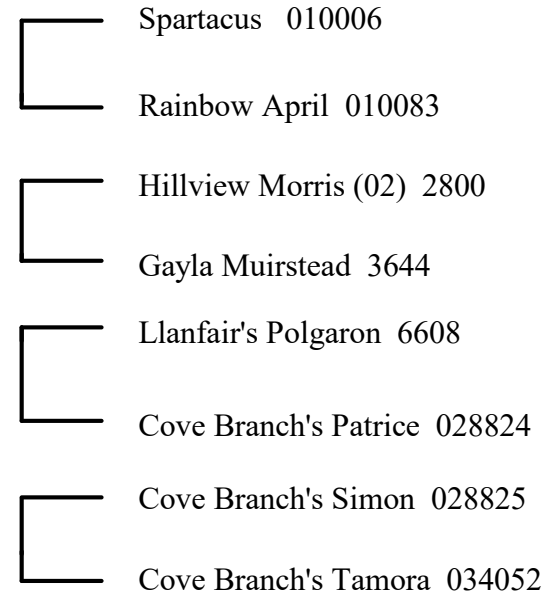 Spartacus 010006
Rainbow April 010083
Hillview Morris (02) 2800
Gayla Muirstead 3644
Llanfair's Polgaron 6608
Cove Branch's Patrice 028824
Cove Branch's Simon 028825
Cove Branch's Tamora 034052